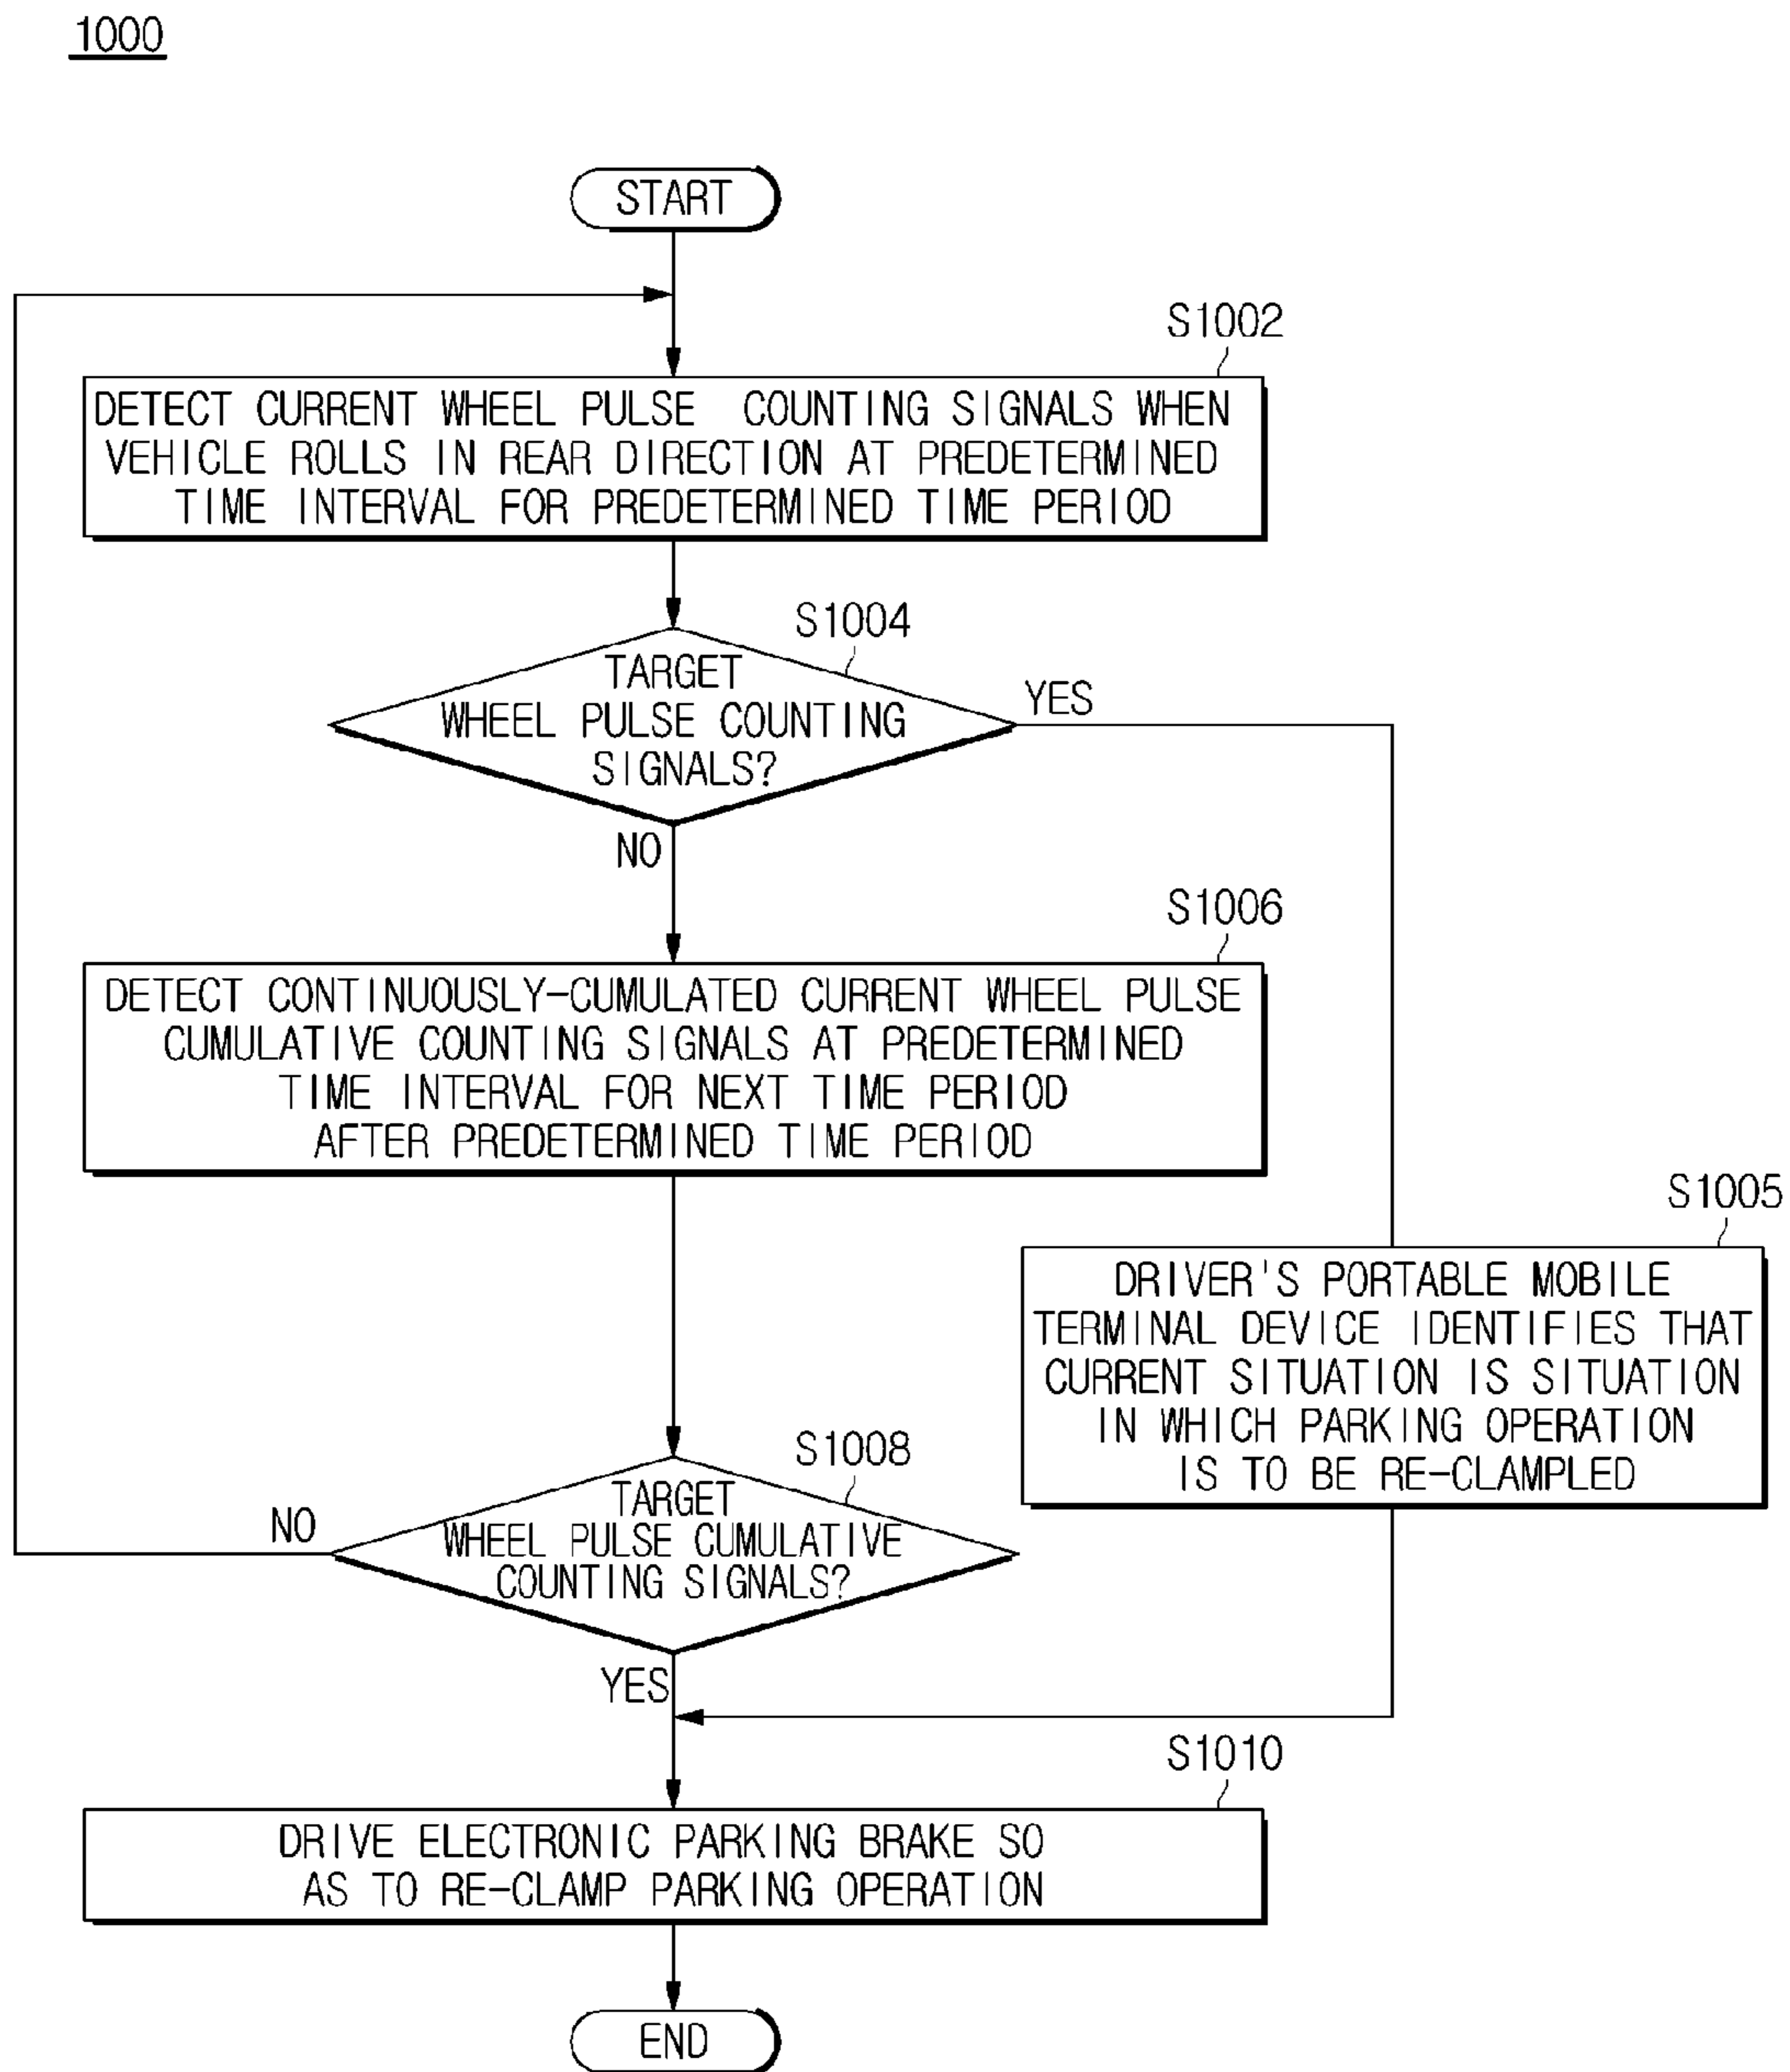 1000
START
S1002
DETECT CURRENT WHEEL PULSE COUNTING SIGNALS WHEN
VEHICLE ROLLS IN REAR DIRECTION AT PREDETERMINED
TIME INTERVAL FOR PREDETERMINED TIME PERIOD
S1004
TARGET
WHEEL PULSE COUNTING
SIGNALS?
YES
NO
S1006
DETECT CONTINUOUSLY-CUMULATED CURRENT WHEEL PULSE
CUMULATIVE COUNTING SIGNALS AT PREDETERMINED
TIME INTERVAL FOR NEXT TIME PERIOD
AFTER PREDETERMINED TIME PERIOD
S1005
DRIVER'S PORTABLE MOBILE
TERMINAL DEVICE IDENTIFIES THAT
CURRENT SITUATION IS SITUATION
IN WHICH PARKING OPERATION
IS TO BE RE-CLAMPLED
S1008
TARGET
WHEEL PULSE CUMULATIVE
COUNTING SIGNALS?
NO
YES
S1010
DRIVE ELECTRONIC PARKING BRAKE SO
AS TO RE-CLAMP PARKING OPERATION
END